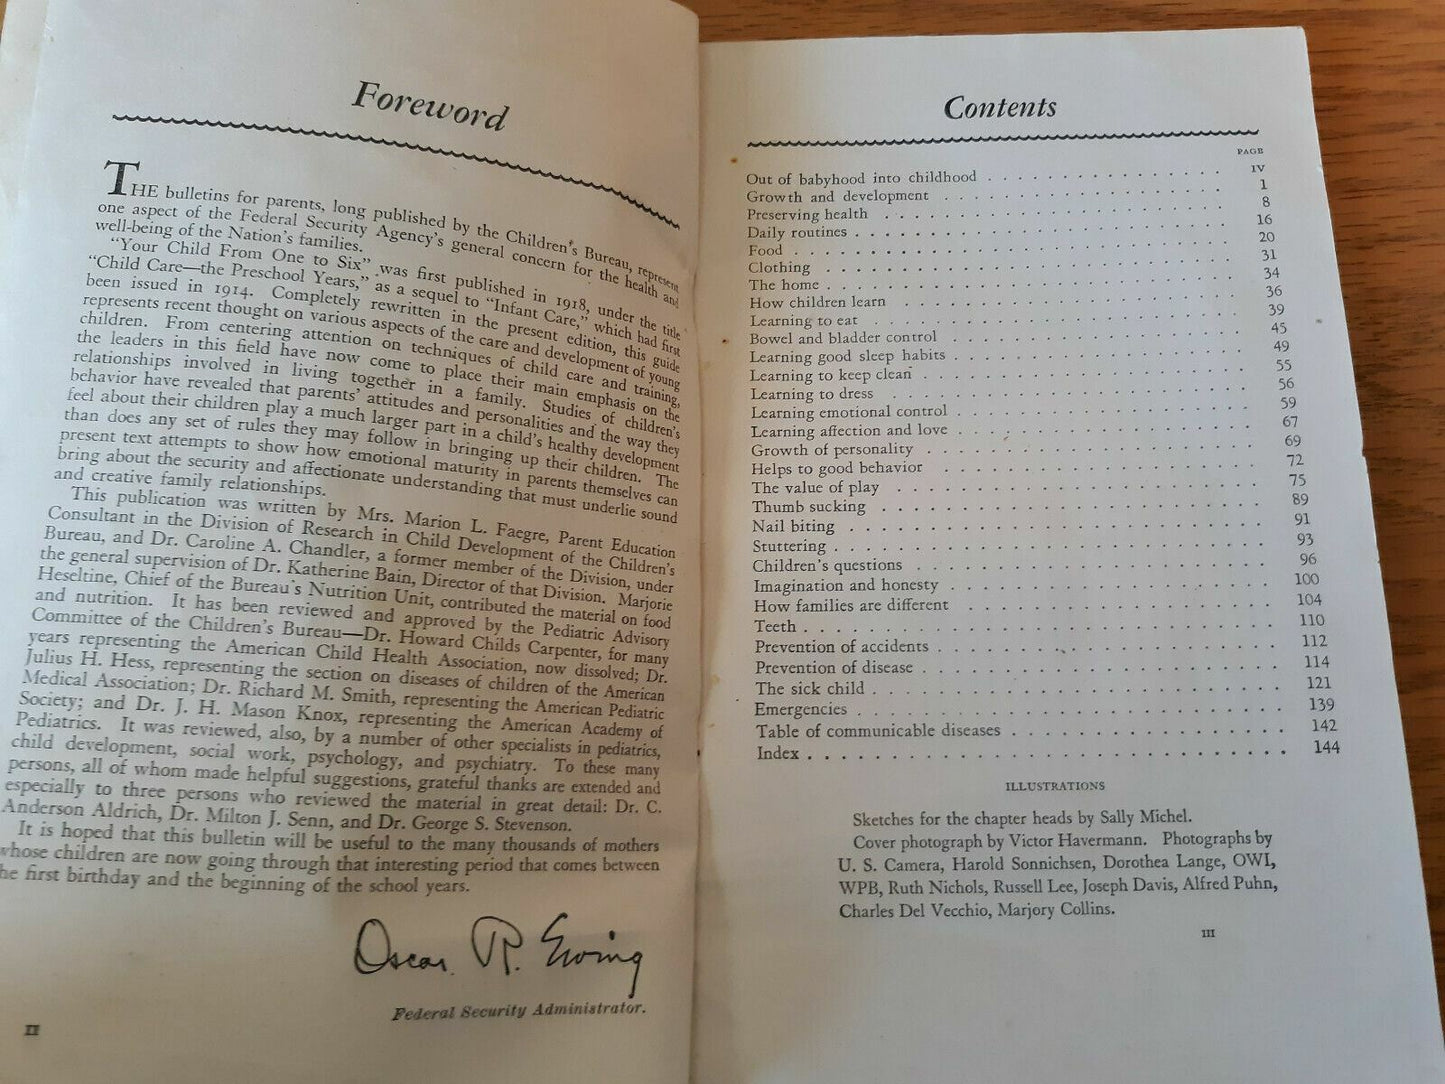 Foreword
THE bulletins for parents, long published by the Children's Bureau, represent
one aspect of the Federal Security Agency's general concern for the health and
well-being of the Nation's families.
"Your Child From One to Six" was first published in 1918, under the title
"Child Care—the Preschool Years," as a sequel to "Infant Care," which had first
been issued in 1914. Completely rewritten in the present edition, this guide
represents recent thought on various aspects of the care and development of young
children. From centering attention on techniques of child care and training,
the leaders in this field have now come to place their main emphasis on the
relationships involved in living together in a family. Studies of children's
behavior have revealed that parents' attitudes and personalities and the way they
feel about their children play a much larger part in a child's healthy development
than does any set of rules they may follow in bringing up their children. The
present text attempts to show how emotional maturity in parents themselves can
bring about the security and affectionate understanding that must underlie sound
and creative family relationships.
This publication was written by Mrs. Marion L. Faegre, Parent Education
Consultant in the Division of Research in Child Development of the Children's
Bureau, and Dr. Caroline A. Chandler, a former member of the Division, under
the general supervision of Dr. Katherine Bain, Director of that Division. Marjorie
Heseltine, Chief of the Bureau's Nutrition Unit, contributed the material on food
and nutrition. It has been reviewed and approved by the Pediatric Advisory
Committee of the Children's Bureau—Dr. Howard Childs Carpenter, for many
years representing the American Child Health Association, now dissolved; Dr.
Julius H. Hess, representing the section on diseases of children of the American
Medical Association; Dr. Richard M. Smith, representing the American Pediatric
Society; and Dr. J. H. Mason Knox, representing the American Academy of
Pediatrics. It was reviewed, also, by a number of other specialists in pediatrics,
child development, social work, psychology, and psychiatry. To these many
persons, all of whom made helpful suggestions, grateful thanks are extended and
especially to three persons who reviewed the material in great detail: Dr. C.
Anderson Aldrich, Dr. Milton J. Senn, and Dr. George S. Stevenson.
It is hoped that this bulletin will be useful to the many thousands of mothers
whose children are now going through that interesting period that comes between
he first birthday and the beginning of the school years.
Oscar R. Ewing
Federal Security Administrator.
II
Contents
PAGE
Out of babyhood into childhood . . . . . . . . . . . . . . . . IV
Growth and development . . . . . . . . . . . . . . . . 1
Preserving health . . . . . . . . . . . . . . . . 8
Daily routines . . . . . . . . . . . . . . . . 16
Food . . . . . . . . . . . . . . . . 20
Clothing . . . . . . . . . . . . . . . . 31
The home . . . . . . . . . . . . . . . . 34
How children learn . . . . . . . . . . . . . . . . 36
Learning to eat . . . . . . . . . . . . . . . . 39
Bowel and bladder control . . . . . . . . . . . . . . . . 45
Learning good sleep habits . . . . . . . . . . . . . . . . 49
Learning to keep clean . . . . . . . . . . . . . . . . 55
Learning to dress . . . . . . . . . . . . . . . . 56
Learning emotional control . . . . . . . . . . . . . . . . 59
Learning affection and love . . . . . . . . . . . . . . . . 67
Growth of personality . . . . . . . . . . . . . . . . 69
Helps to good behavior . . . . . . . . . . . . . . . . 72
The value of play . . . . . . . . . . . . . . . . 75
Thumb sucking . . . . . . . . . . . . . . . . 89
Nail biting . . . . . . . . . . . . . . . . 91
Stuttering . . . . . . . . . . . . . . . . 93
Children's questions . . . . . . . . . . . . . . . . 96
Imagination and honesty . . . . . . . . . . . . . . . . 100
How families are different . . . . . . . . . . . . . . . . 104
Teeth . . . . . . . . . . . . . . . . 110
Prevention of accidents . . . . . . . . . . . . . . . . 112
Prevention of disease . . . . . . . . . . . . . . . . 114
The sick child . . . . . . . . . . . . . . . . 121
Emergencies . . . . . . . . . . . . . . . . 139
Table of communicable diseases . . . . . . . . . . . . . . . . 142
Index . . . . . . . . . . . . . . . . 144
ILLUSTRATIONS
Sketches for the chapter heads by Sally Michel.
Cover photograph by Victor Havermann. Photographs by
U. S. Camera, Harold Sonnichsen, Dorothea Lange, OWI,
WPB, Ruth Nichols, Russell Lee, Joseph Davis, Alfred Puhn,
Charles Del Vecchio, Marjory Collins.
III